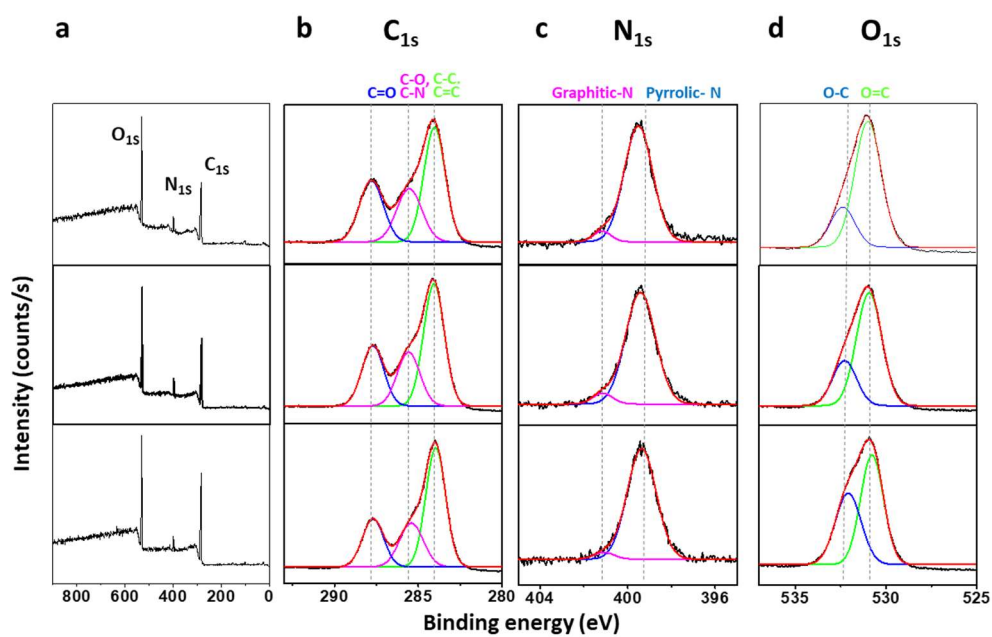 a
b
C1s
c
N1s
d
O1s
C-O, C-C.
C=O C-N C=C
Graphitic-N Pyrrolic- N
O-C O=C
O1s
N1s
C1s
Intensity (counts/s)
800 600 400 200 0
290 285 280
404 400 396
535 530 525
Binding energy (eV)